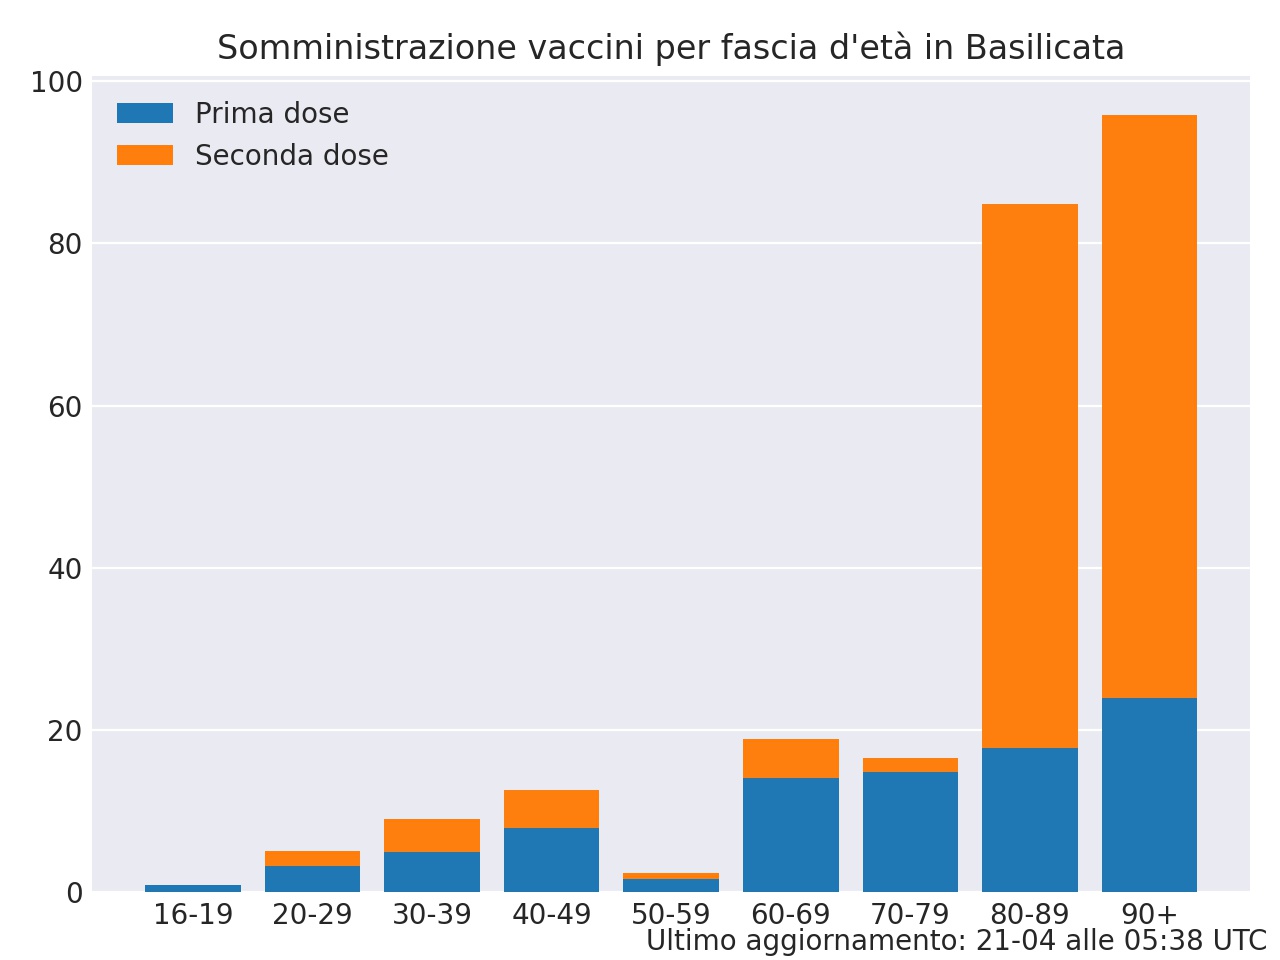 Somministrazione vaccini per fascia d'età in Basilicata
100
80
60
40
20
0
Prima dose
Seconda dose
16-19 20-29 30-39 40-49 50-59 60-69 70-79 80-89 90+
Ultimo aggiornamento: 21-04 alle 05:38 UTC